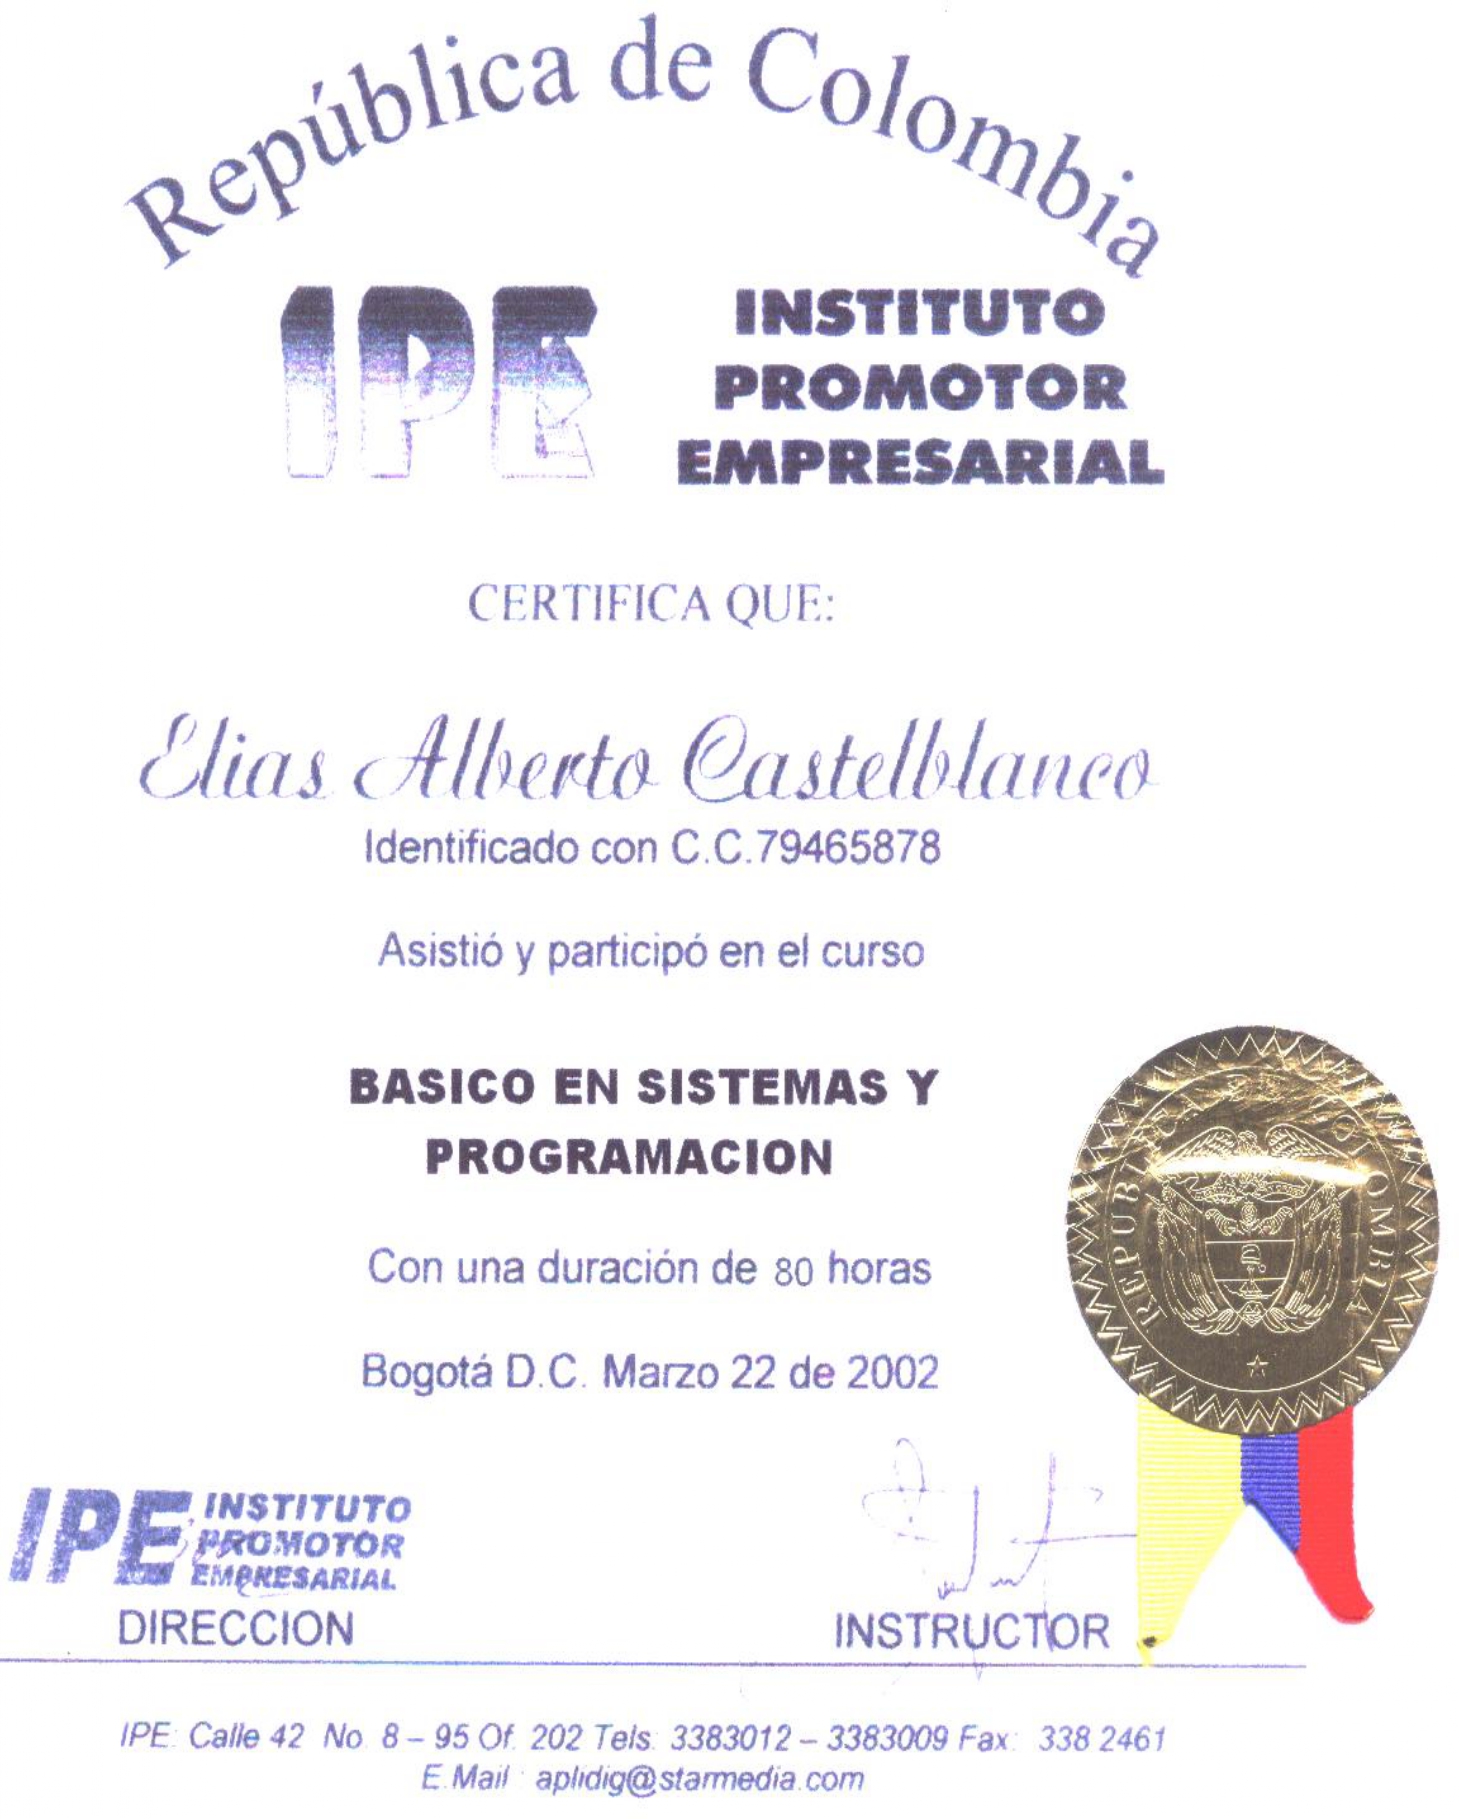 República de Colombia
IPE
INSTITUTO
PROMOTOR
EMPRESARIAL
CERTIFICA QUE:
Elias Alberto Castelblanco
Identificado con C.C.79465878
Asistió y participó en el curso
BASICO EN SISTEMAS Y
PROGRAMACION
Con una duración de 80 horas
Bogotá D.C. Marzo 22 de 2002
REPUBLICA DE COLOMBIA
IPE INSTITUTO
PROMOTOR
EMPRESARIAL
DIRECCION
INSTRUCTOR
IPE: Calle 42 No. 8 – 95 Of. 202 Tels: 3383012 – 3383009 Fax: 338 2461
E.Mail : aplidig@starmedia.com